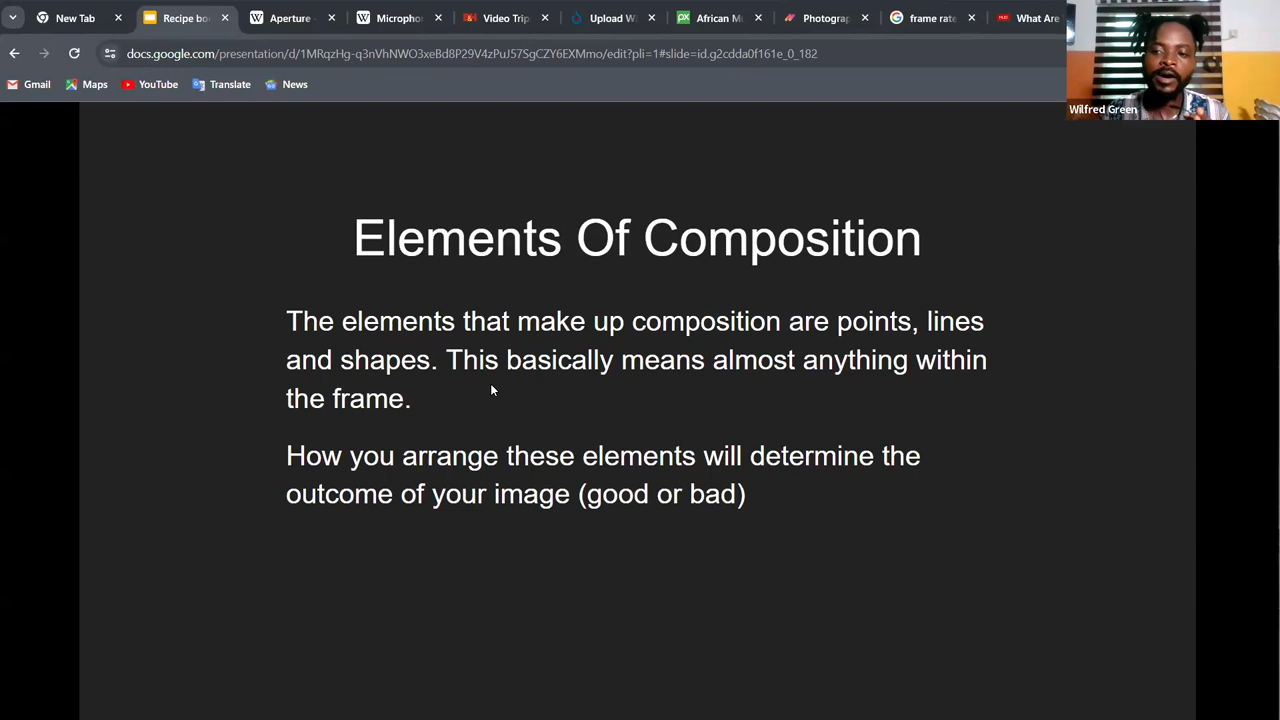 New Tab
Recipe bo
Aperture
Microphor
Video Trip
Upload W
African M
Photograp
frame rate
What Are
docs.google.com/presentation/d/1MRqzHg-q3nVhNWO3xeBd8P29V4zPuJ57SgCZY6EXMmo/edit?pli=1#slide=id.g2cdda0f161e_0_182
Gmail
Maps
YouTube
Translate
News
Wilfred Green
Elements Of Composition
The elements that make up composition are points, lines
and shapes. This basically means almost anything within
the frame.
How you arrange these elements will determine the
outcome of your image (good or bad)